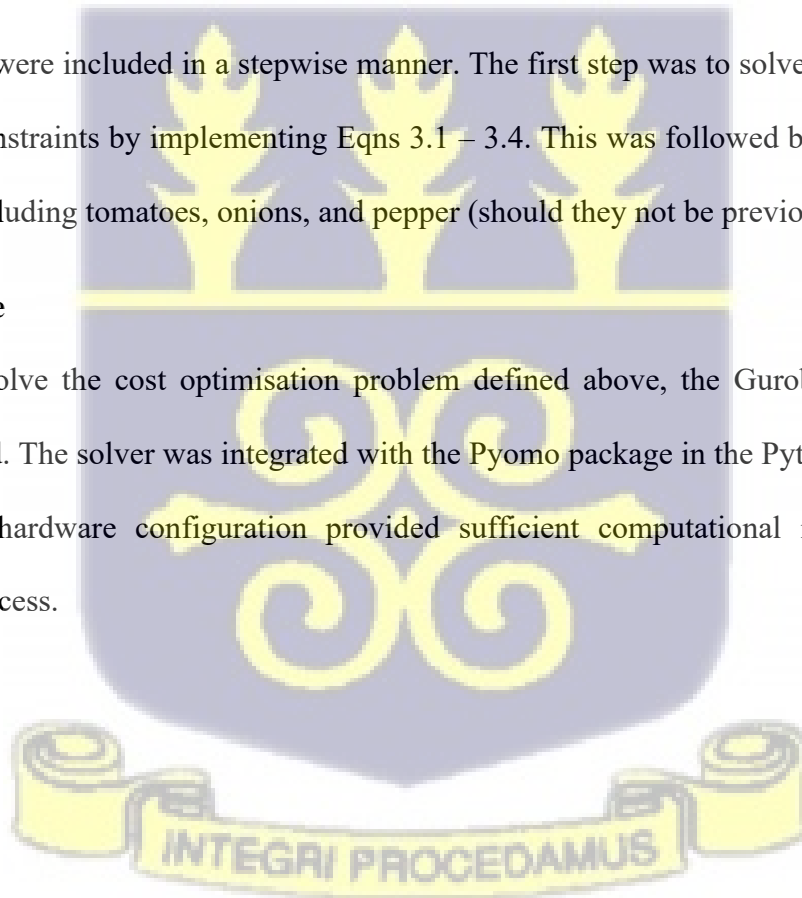 were included in a stepwise manner. The first step was to solve
nstraints by implementing Eqns 3.1 – 3.4. This was followed b
luding tomatoes, onions, and pepper (should they not be previo
e
olve the cost optimisation problem defined above, the Gurob
l. The solver was integrated with the Pyomo package in the Pyt
hardware configuration provided sufficient computational
cess.
INTEGRI PROCEDAMUS